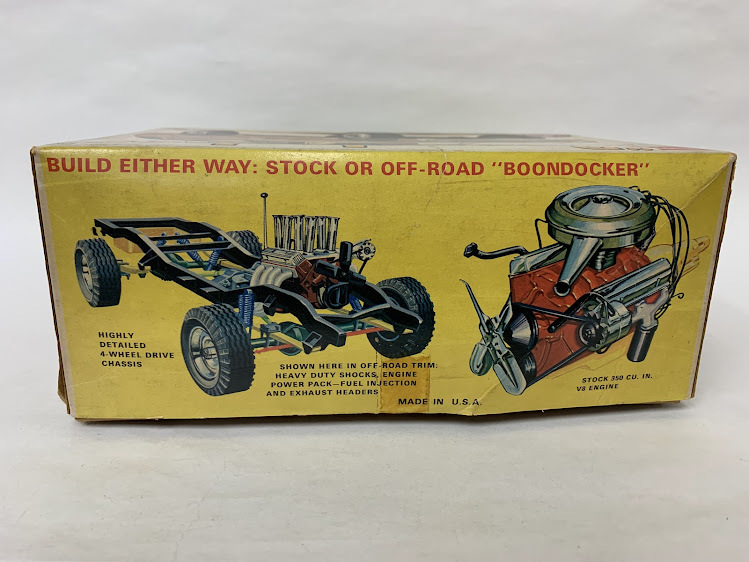 BUILD EITHER WAY: STOCK OR OFF-ROAD "BOONDOCKER"
HIGHLY
DETAILED
4-WHEEL DRIVE
CHASSIS
SHOWN HERE IN OFF-ROAD TRIM:
HEAVY DUTY SHOCKS, ENGINE
POWER PACK—FUEL INJECTION
AND EXHAUST HEADERS
MADE IN U.S.A.
STOCK 350 CU. IN.
V8 ENGINE